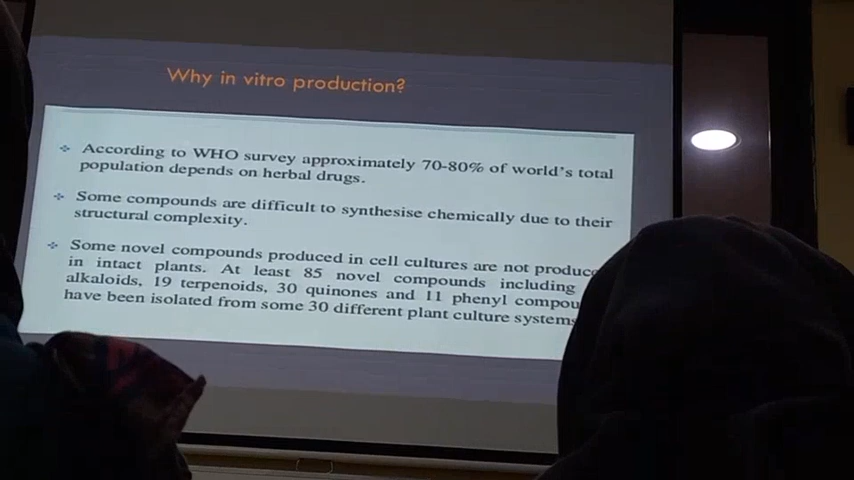 Why in vitro production?
According to WHO survey approximately 70-80% of world's total
population depends on herbal drugs.
Some compounds are difficult to synthesise chemically due to their
structural complexity.
Some novel compounds produced in cell cultures are not
in intact plants. At least 85 novel compounds including
alkaloids, 19 terpenoids, 30 quinones and 11 phenyl
have been isolated from some 30 different plant culture systems